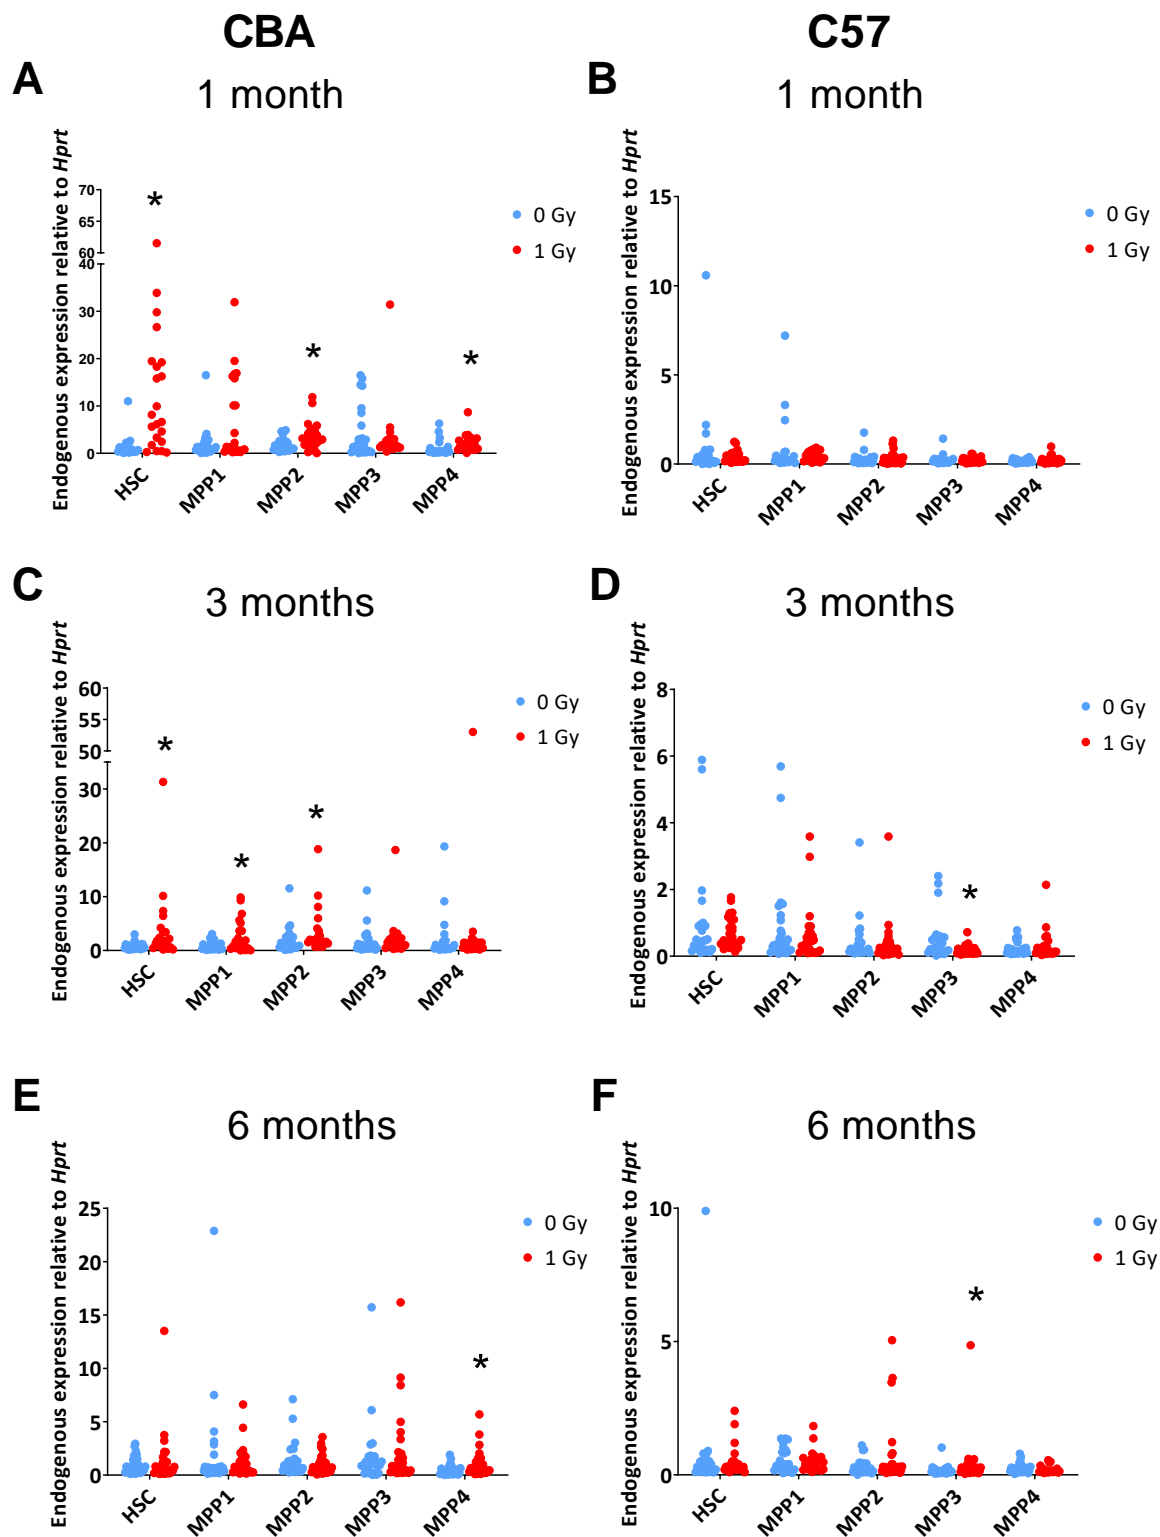 CBA C57
A B
1 month 1 month
Endogenous expression relative to Hprt
70
65
60
40
30
20
10
0
*
*
*
0 Gy
1 Gy
HSC MPP1 MPP2 MPP3 MPP4
Endogenous expression relative to Hprt
15
10
5
0
0 Gy
1 Gy
HSC MPP1 MPP2 MPP3 MPP4
C D
3 months 3 months
Endogenous expression relative to Hprt
60
55
50
30
20
10
0
*
*
*
0 Gy
1 Gy
HSC MPP1 MPP2 MPP3 MPP4
Endogenous expression relative to Hprt
8
6
4
2
0
*
0 Gy
1 Gy
HSC MPP1 MPP2 MPP3 MPP4
E F
6 months 6 months
Endogenous expression relative to Hprt
25
20
15
10
5
0
*
0 Gy
1 Gy
HSC MPP1 MPP2 MPP3 MPP4
Endogenous expression relative to Hprt
10
5
0
*
0 Gy
1 Gy
HSC MPP1 MPP2 MPP3 MPP4